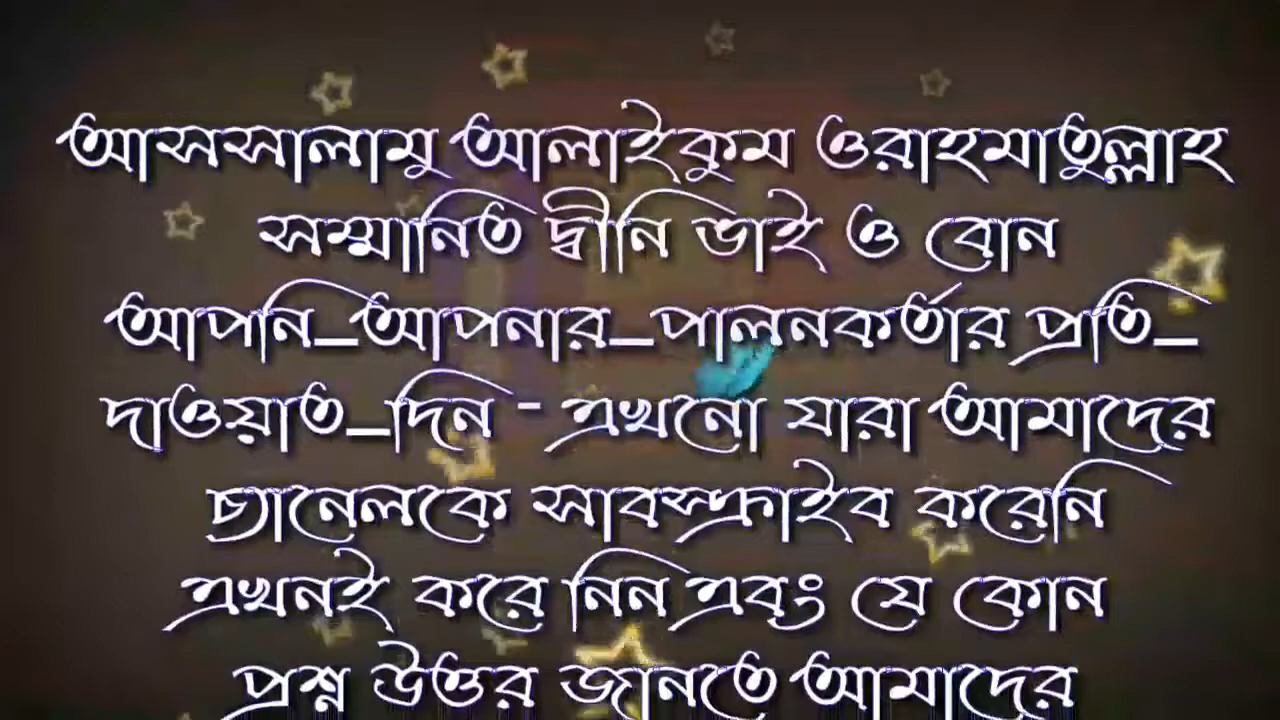 আসসালামু আলাইকুম ওরাহমাতুল্লাহ
সম্মানিত দ্বীনি ভাই ও বোন
আপনি_আপনার_পালনকর্তার প্রতি_
দাওয়াত_দিন - এখনো যারা আমাদের
চ্যানেলকে সাবস্ক্রাইব করেনি
এখনই করে নিন এবং যে কোন
প্রশ্ন উত্তর জানতে আমাদের